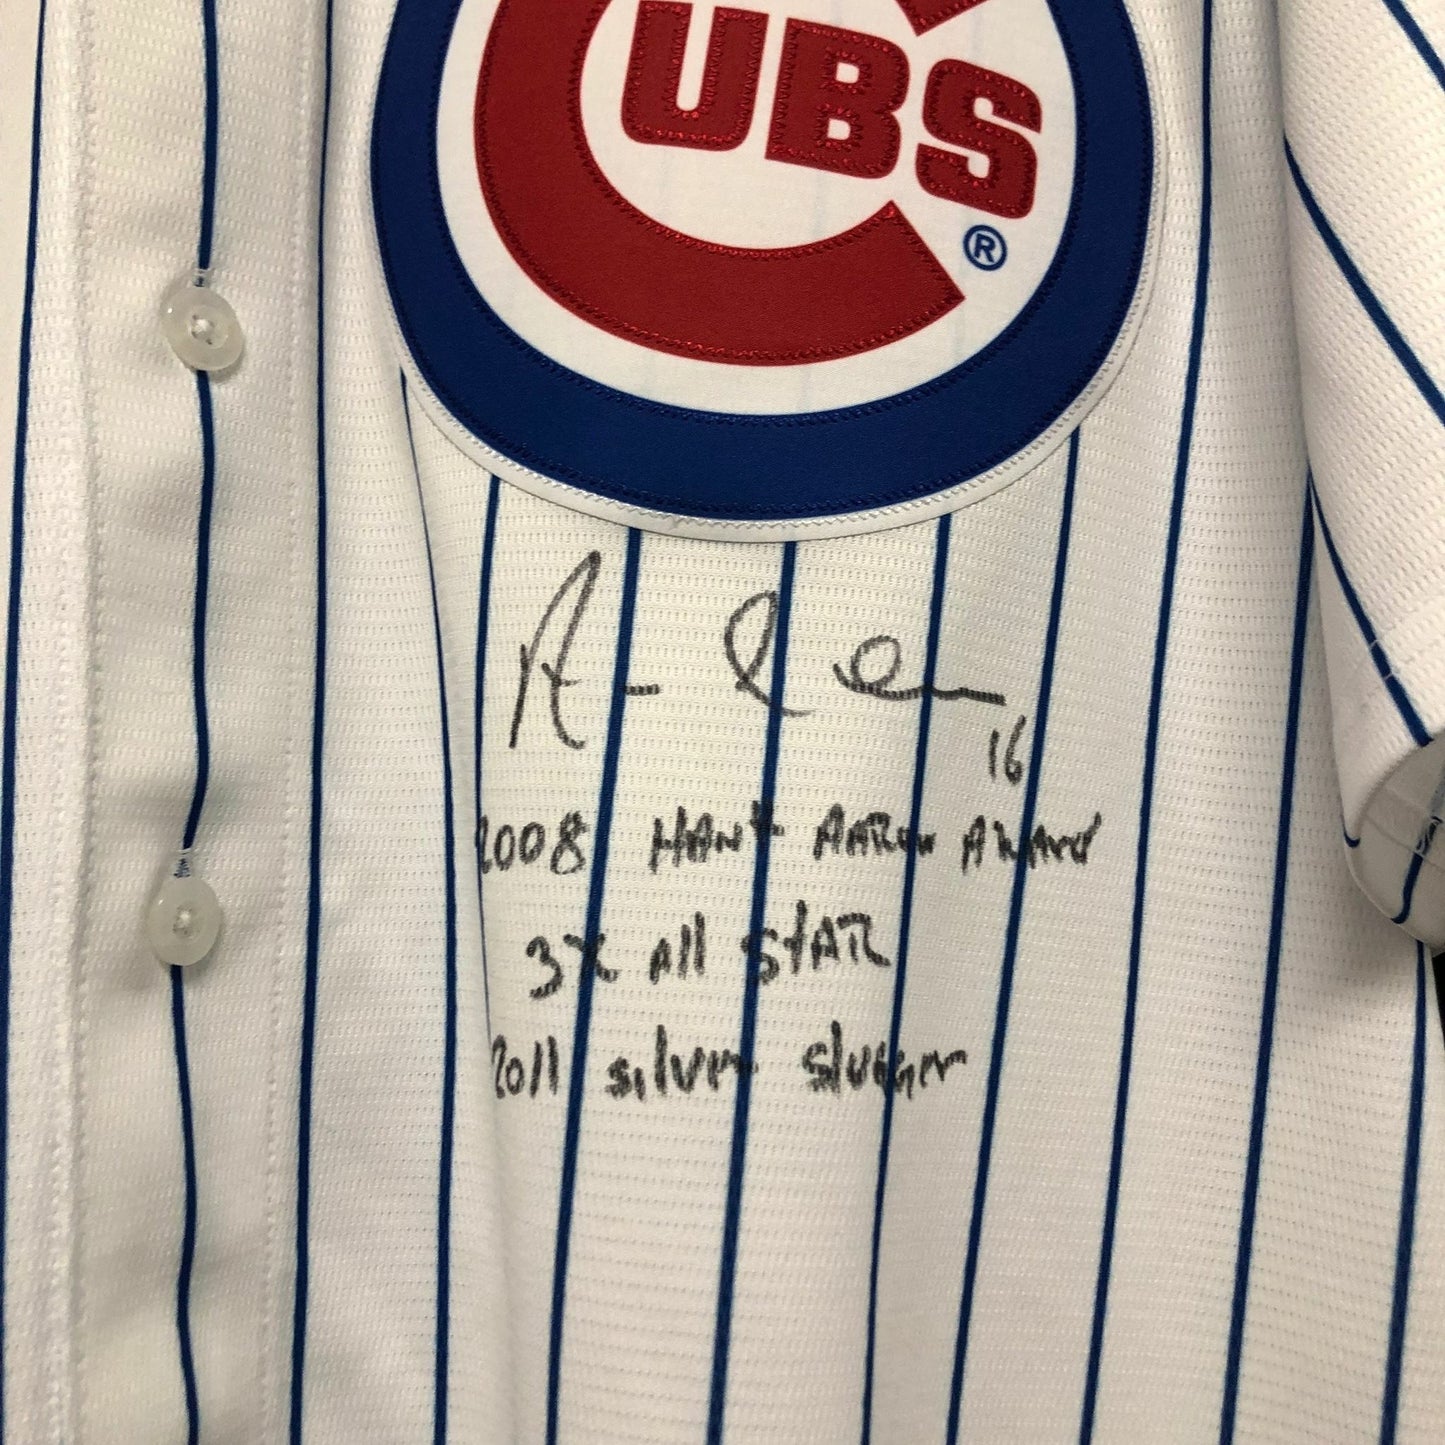 CUBS
®
16
2008 HANK AARON AWARD
3X All StAR
2011 Silver Slugger